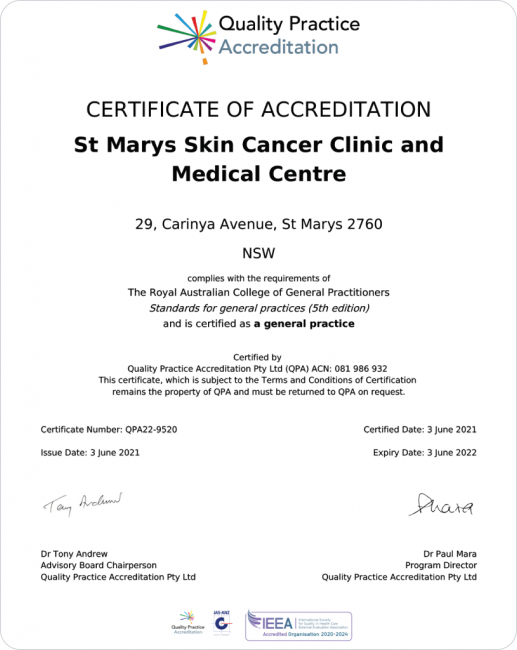 Quality Practice
Accreditation
CERTIFICATE OF ACCREDITATION
St Marys Skin Cancer Clinic and
Medical Centre
29, Carinya Avenue, St Marys 2760
NSW
complies with the requirements of
The Royal Australian College of General Practitioners
Standards for general practices (5th edition)
and is certified as a general practice
Certified by
Quality Practice Accreditation Pty Ltd (QPA) ACN: 081 986 932
This certificate, which is subject to the Terms and Conditions of Certification
remains the property of QPA and must be returned to QPA on request.
Certificate Number: QPA22-9520
Certified Date: 3 June 2021
Issue Date: 3 June 2021
Expiry Date: 3 June 2022
Dr Tony Andrew
Dr Paul Mara
Advisory Board Chairperson
Program Director
Quality Practice Accreditation Pty Ltd
Quality Practice Accreditation Pty Ltd
Quality Practice
Accreditation
JAS-ANZ
IEEA
International Society
for Quality in Health Care
External Evaluation Association
Accredited Organisation 2020-2024